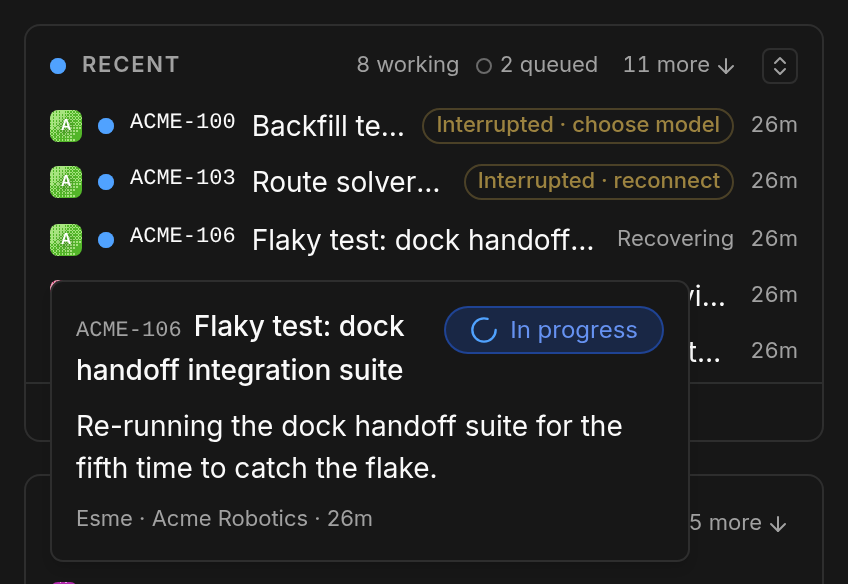 RECENT 8 working 2 queued 11 more ↓
A ACME-100 Backfill te... Interrupted · choose model 26m
A ACME-103 Route solver... Interrupted · reconnect 26m
A ACME-106 Flaky test: dock handoff... Recovering 26m
vi... 26m
t... 26m
ACME-106 Flaky test: dock In progress
handoff integration suite
Re-running the dock handoff suite for the
fifth time to catch the flake.
Esme · Acme Robotics · 26m
5 more ↓